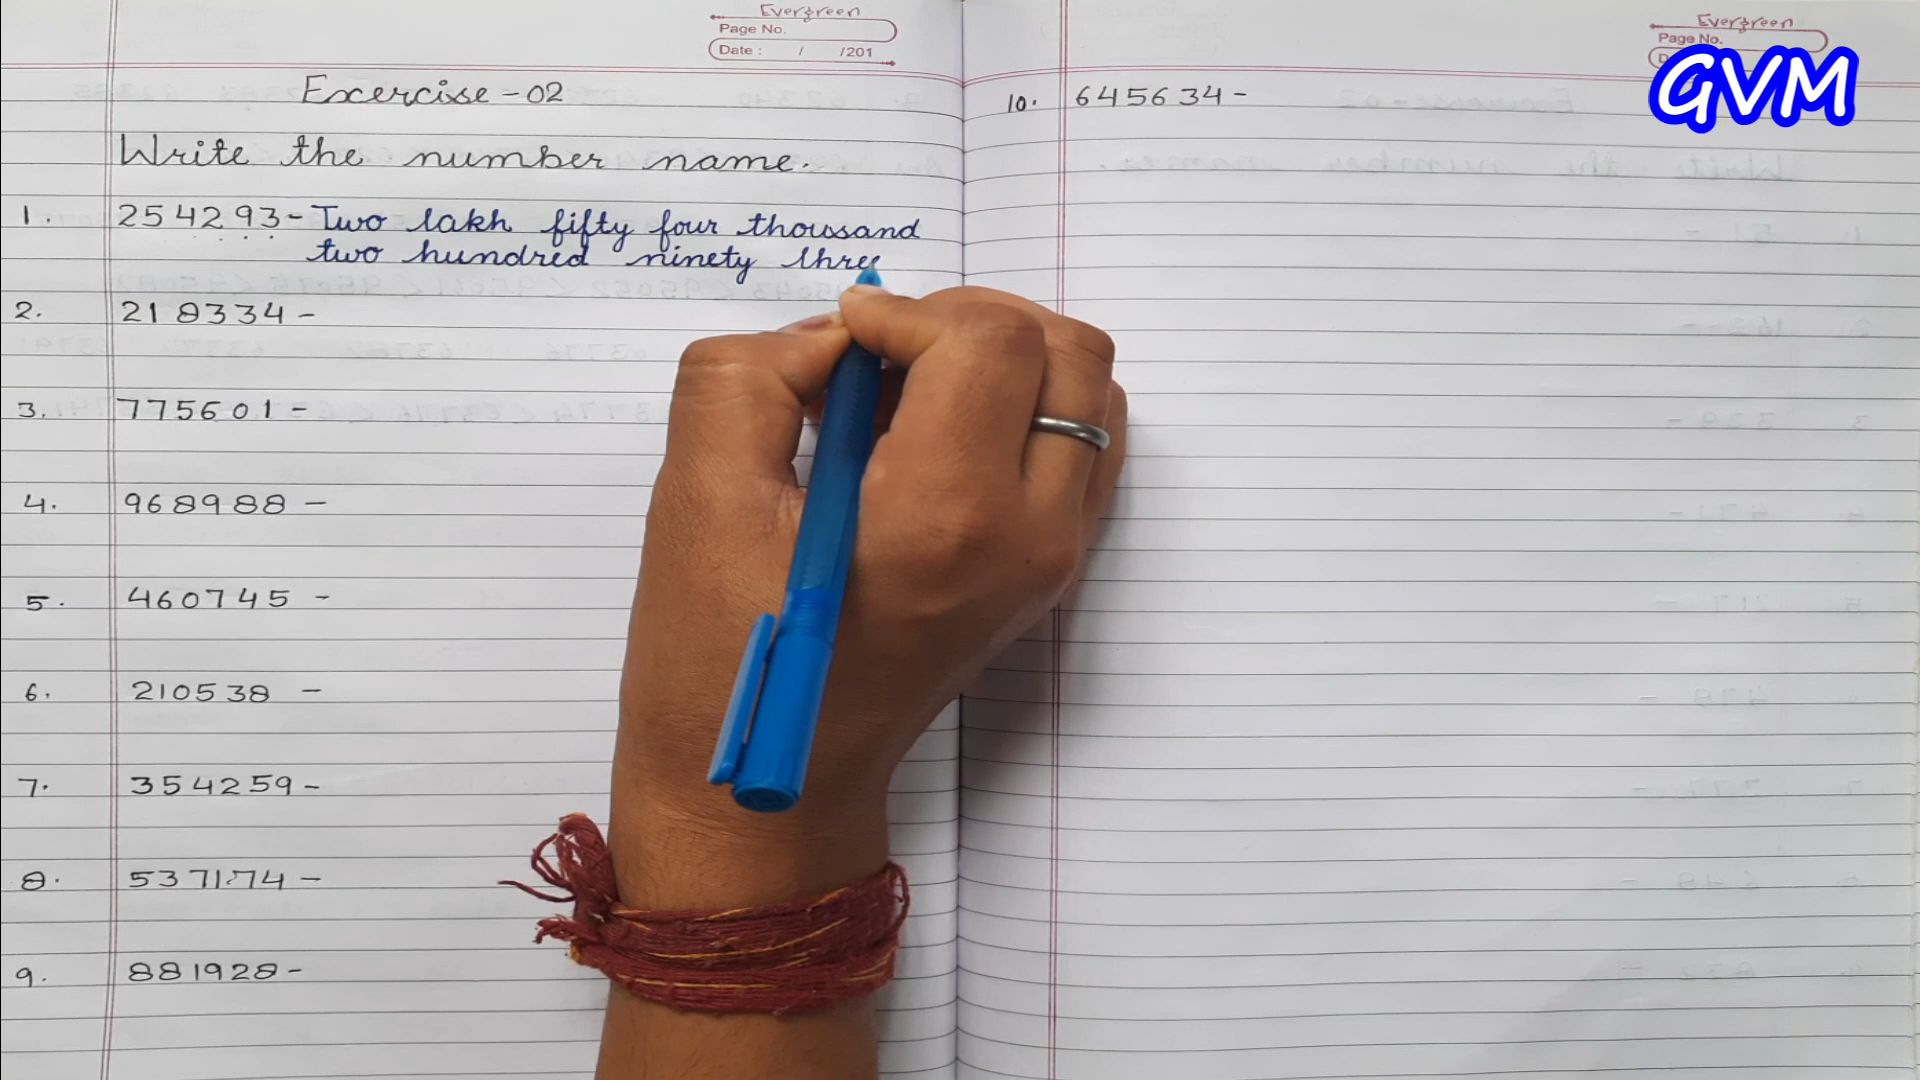 Evergreen
Page No.
Date : / /201
Exercise - 02
Write the number name.
1. 254293 - Two lakh fifty four thousand
two hundred ninety three
2. 218334 -
3. 775601 -
4. 968988 -
5. 460745 -
6. 210538 -
7. 354259 -
8. 537174 -
9. 881928 -
Evergreen
Page No.
GVM
10. 645634 -